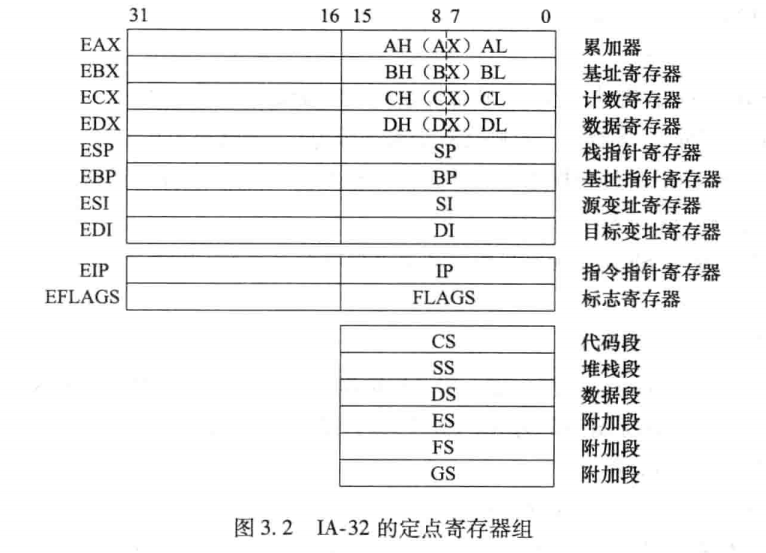 31 16 15 8 7 0
EAX AH（AX）AL 累加器
EBX BH（BX）BL 基址寄存器
ECX CH（CX）CL 计数寄存器
EDX DH（DX）DL 数据寄存器
ESP SP 栈指针寄存器
EBP BP 基址指针寄存器
ESI SI 源变址寄存器
EDI DI 目标变址寄存器
EIP IP 指令指针寄存器
EFLAGS FLAGS 标志寄存器
CS 代码段
SS 堆栈段
DS 数据段
ES 附加段
FS 附加段
GS 附加段
图 3.2 IA-32 的定点寄存器组